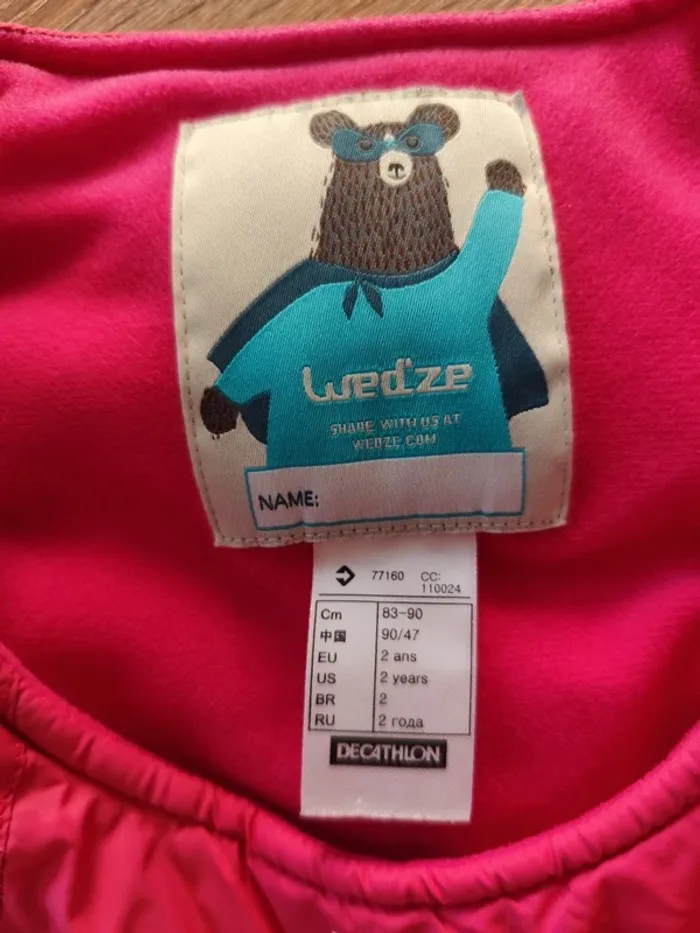 wed'ze
SHARE WITH US AT
WEDZE.COM
NAME:
77160 CC:
110024
Cm 83-90
中国 90/47
EU 2 ans
US 2 years
BR 2
RU 2 года
DECATHLON